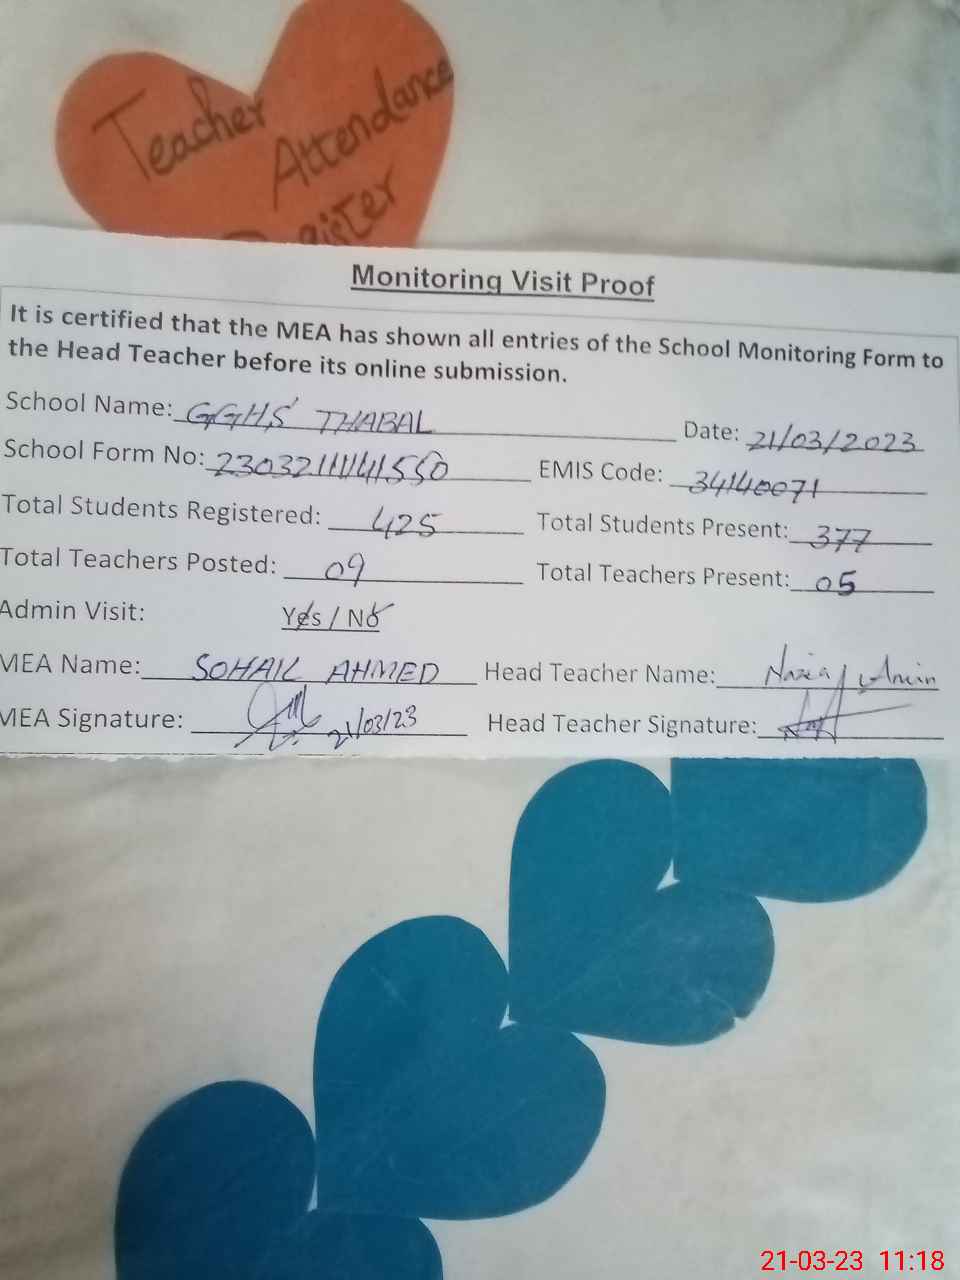 Teacher
Attendance
Register
Monitoring Visit Proof
It is certified that the MEA has shown all entries of the School Monitoring Form to
the Head Teacher before its online submission.
School Name: GGHS THABAL Date: 21/03/2023
School Form No: EMIS Code: 34140071
Total Students Registered: 425 Total Students Present: 377
Total Teachers Posted: 09 Total Teachers Present: 05
Admin Visit: Yes / No
MEA Name: SOHAIL AHMED Head Teacher Name: Nazia Amin
MEA Signature: 21/03/23 Head Teacher Signature:
21-03-23 11:18